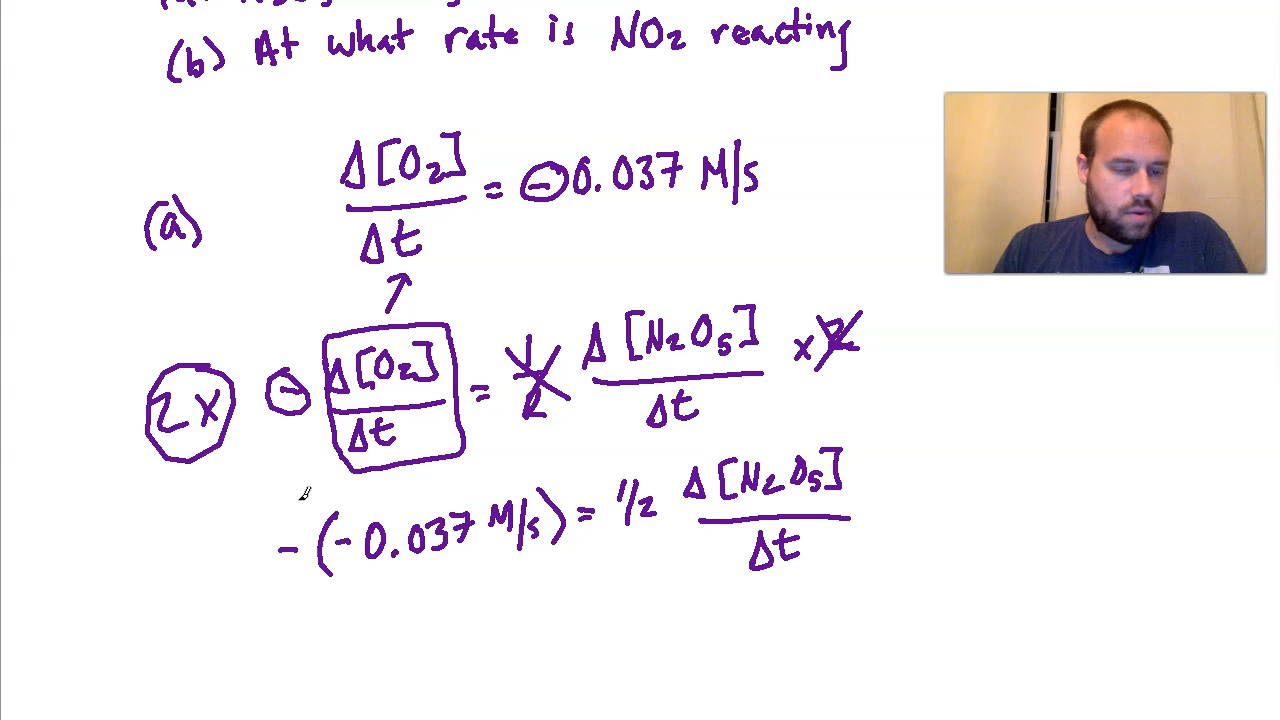 (b) At what rate is NO2 reacting
(a) Δ[O2]/Δt = -0.037 M/s
↗
2 x - Δ[O2]/Δt = 1/2 Δ[N2O5]/Δt x 2
-(-0.037 M/s) = 1/2 Δ[N2O5]/Δt